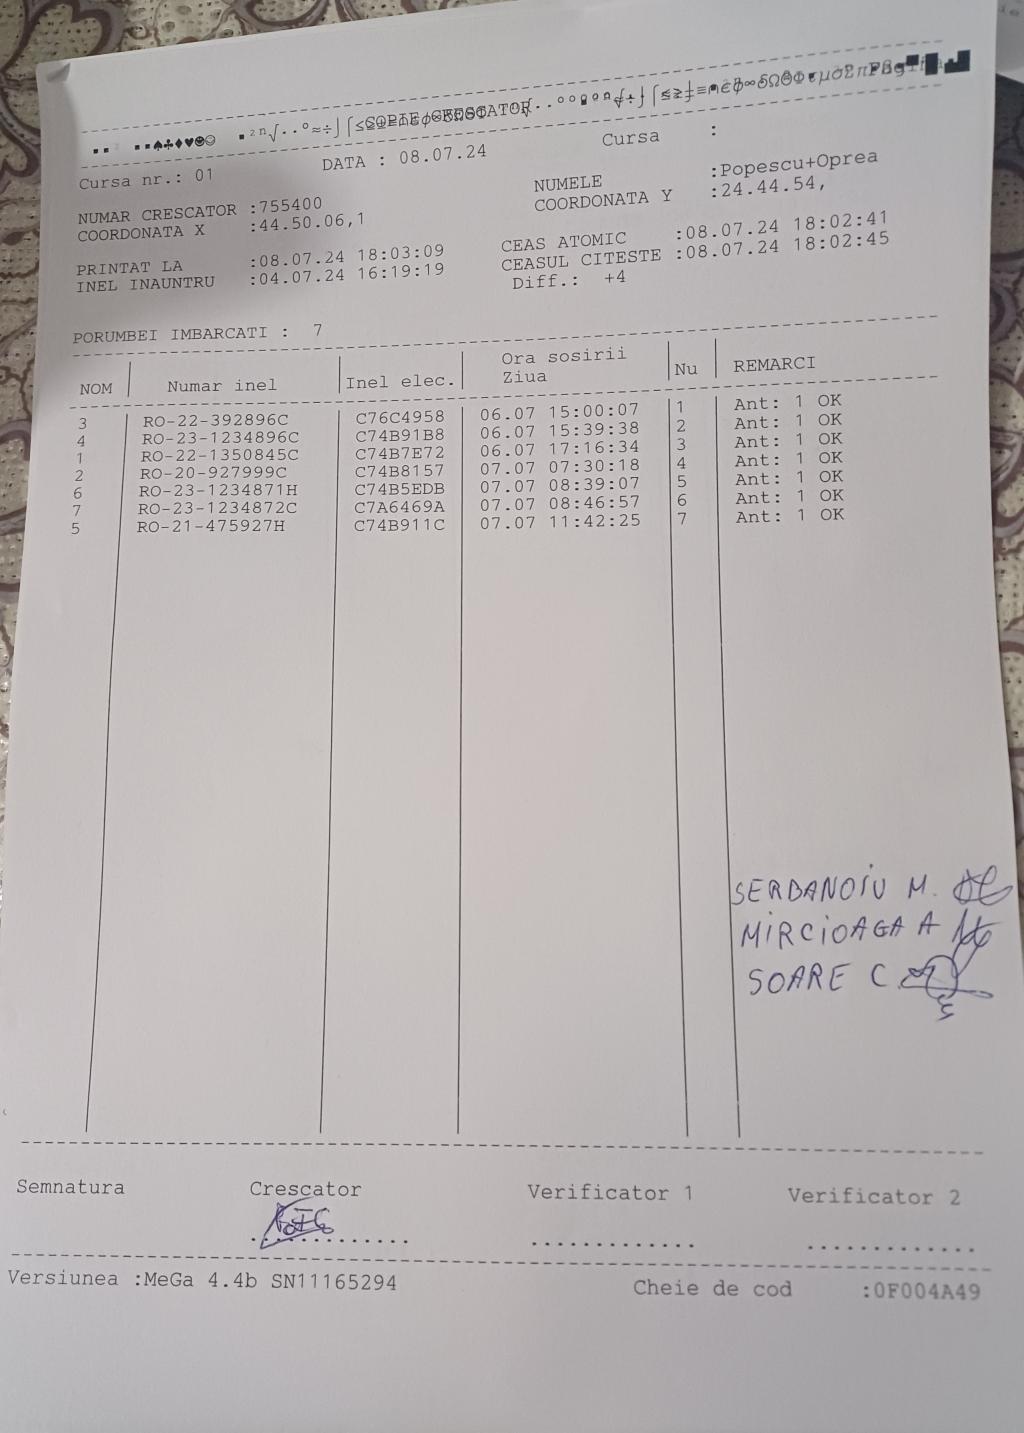 COPIE CRESCATOR
Cursa nr.: 01 DATA : 08.07.24 Cursa :
NUMAR CRESCATOR :755400 NUMELE :Popescu+Oprea
COORDONATA X :44.50.06,1 COORDONATA Y :24.44.54,
PRINTAT LA :08.07.24 18:03:09 CEAS ATOMIC :08.07.24 18:02:41
INEL INAUNTRU :04.07.24 16:19:19 CEASUL CITESTE :08.07.24 18:02:45
Diff.: +4
PORUMBEI IMBARCATI : 7
NOM Numar inel Inel elec. Ora sosirii Ziua Nu REMARCI
3 RO-22-392896C C76C4958 06.07 15:00:07 1 Ant: 1 OK
4 RO-23-1234896C C74B91B8 06.07 15:39:38 2 Ant: 1 OK
1 RO-22-1350845C C74B7E72 06.07 17:16:34 3 Ant: 1 OK
2 RO-20-927999C C74B8157 07.07 07:30:18 4 Ant: 1 OK
6 RO-23-1234871H C74B5EDB 07.07 08:39:07 5 Ant: 1 OK
7 RO-23-1234872C C7A6469A 07.07 08:46:57 6 Ant: 1 OK
5 RO-21-475927H C74B911C 07.07 11:42:25 7 Ant: 1 OK
SERBANOIU M.
MIRCIOAGA A
SOARE C.
Semnatura Crescator Verificator 1 Verificator 2
Versiunea :MeGa 4.4b SN11165294 Cheie de cod :0F004A49